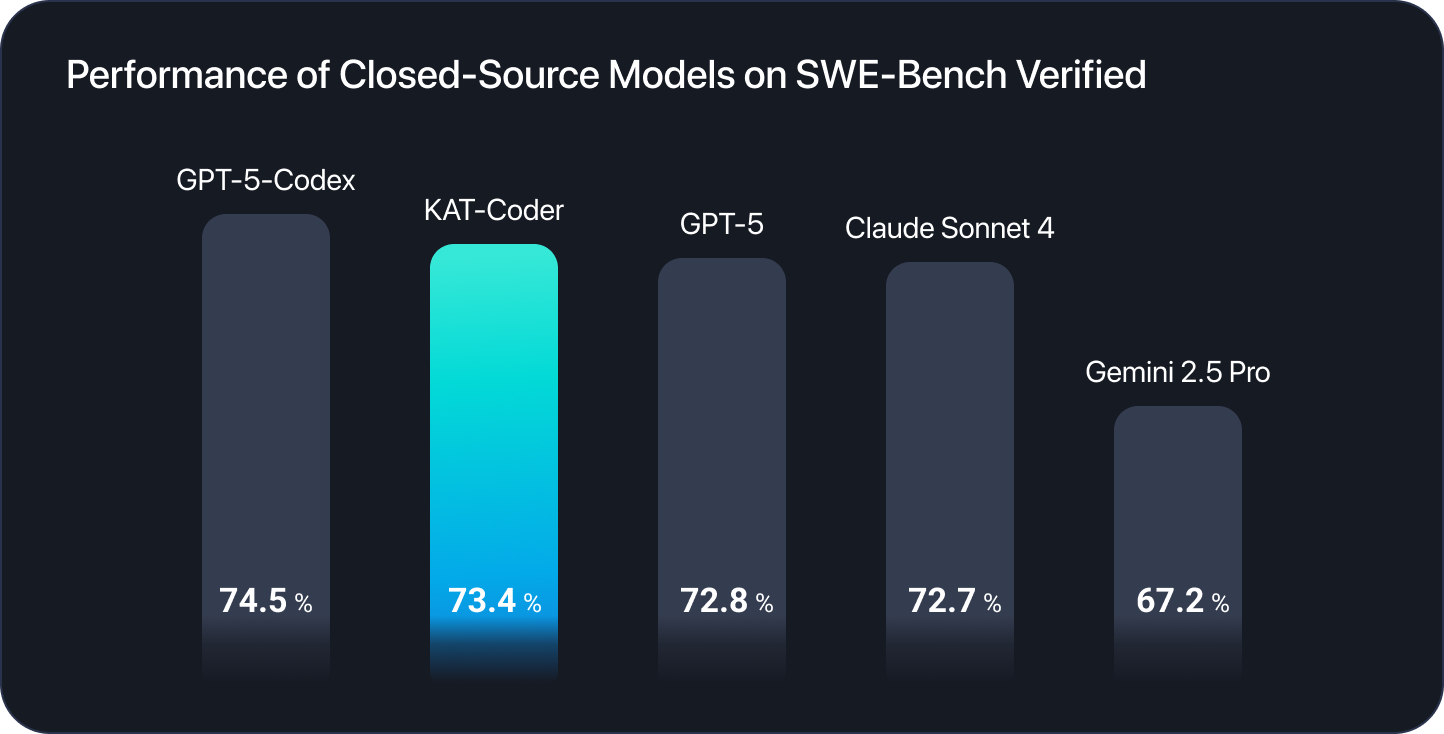 Performance of Closed-Source Models on SWE-Bench Verified
GPT-5-Codex
KAT-Coder
GPT-5
Claude Sonnet 4
Gemini 2.5 Pro
74.5 %
73.4 %
72.8 %
72.7 %
67.2 %